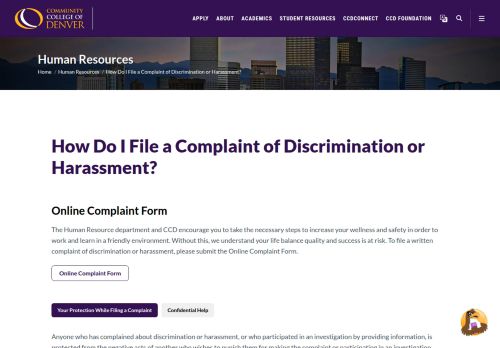 COMMUNITY
COLLEGE OF
DENVER
APPLY ABOUT ACADEMICS STUDENT RESOURCES CCDCONNECT CCD FOUNDATION
Human Resources
Home / Human Resources / How Do I File a Complaint of Discrimination or Harassment?
How Do I File a Complaint of Discrimination or
Harassment?
Online Complaint Form
The Human Resource department and CCD encourage you to take the necessary steps to increase your wellness and safety in order to
work and learn in a friendly environment. Without this, we understand your life balance quality and success is at risk. To file a written
complaint of discrimination or harassment, please submit the Online Complaint Form.
Online Complaint Form
Your Protection While Filing a Complaint Confidential Help
Anyone who has complained about discrimination or harassment, or who participated in an investigation by providing information, is
protected from the negative acts of another who wishes to punish them for making the complaint or participating in an investigation.